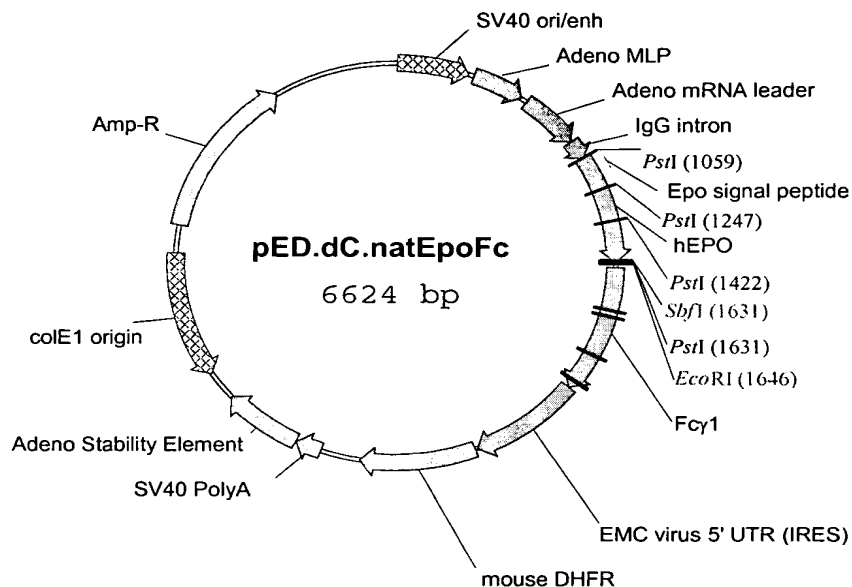 SV40 ori/enh
Adeno MLP
Adeno mRNA leader
IgG intron
PstI (1059)
Epo signal peptide
PstI (1247)
hEPO
PstI (1422)
SbfI (1631)
PstI (1631)
EcoRI (1646)
Fcγ1
EMC virus 5' UTR (IRES)
mouse DHFR
SV40 PolyA
Adeno Stability Element
colE1 origin
Amp-R
pED.dC.natEpoFc
6624 bp